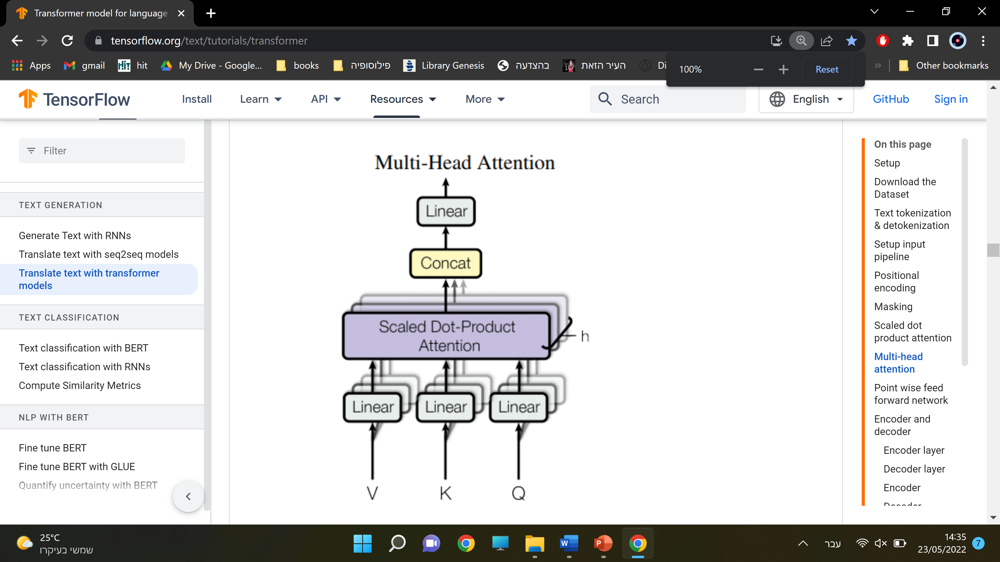 Transformer model for language
tensorflow.org/text/tutorials/transformer
Apps gmail hit My Drive - Google... books פילוסופיה Library Genesis בהצדעה העיר הזאת Di
100% Reset
Other bookmarks
TensorFlow Install Learn API Resources More Search English GitHub Sign in
Filter
TEXT GENERATION
Generate Text with RNNs
Translate text with seq2seq models
Translate text with transformer
models
TEXT CLASSIFICATION
Text classification with BERT
Text classification with RNNs
Compute Similarity Metrics
NLP WITH BERT
Fine tune BERT
Fine tune BERT with GLUE
Quantify uncertainty with BERT
Multi-Head Attention
Linear
Concat
Scaled Dot-Product
Attention
h
Linear Linear Linear
V K Q
On this page
Setup
Download the
Dataset
Text tokenization
& detokenization
Setup input
pipeline
Positional
encoding
Masking
Scaled dot
product attention
Multi-head
attention
Point wise feed
forward network
Encoder and
decoder
Encoder layer
Decoder layer
Encoder
Decoder
25°C
שמשי בעיקרו
עבר
14:35
23/05/2022
7